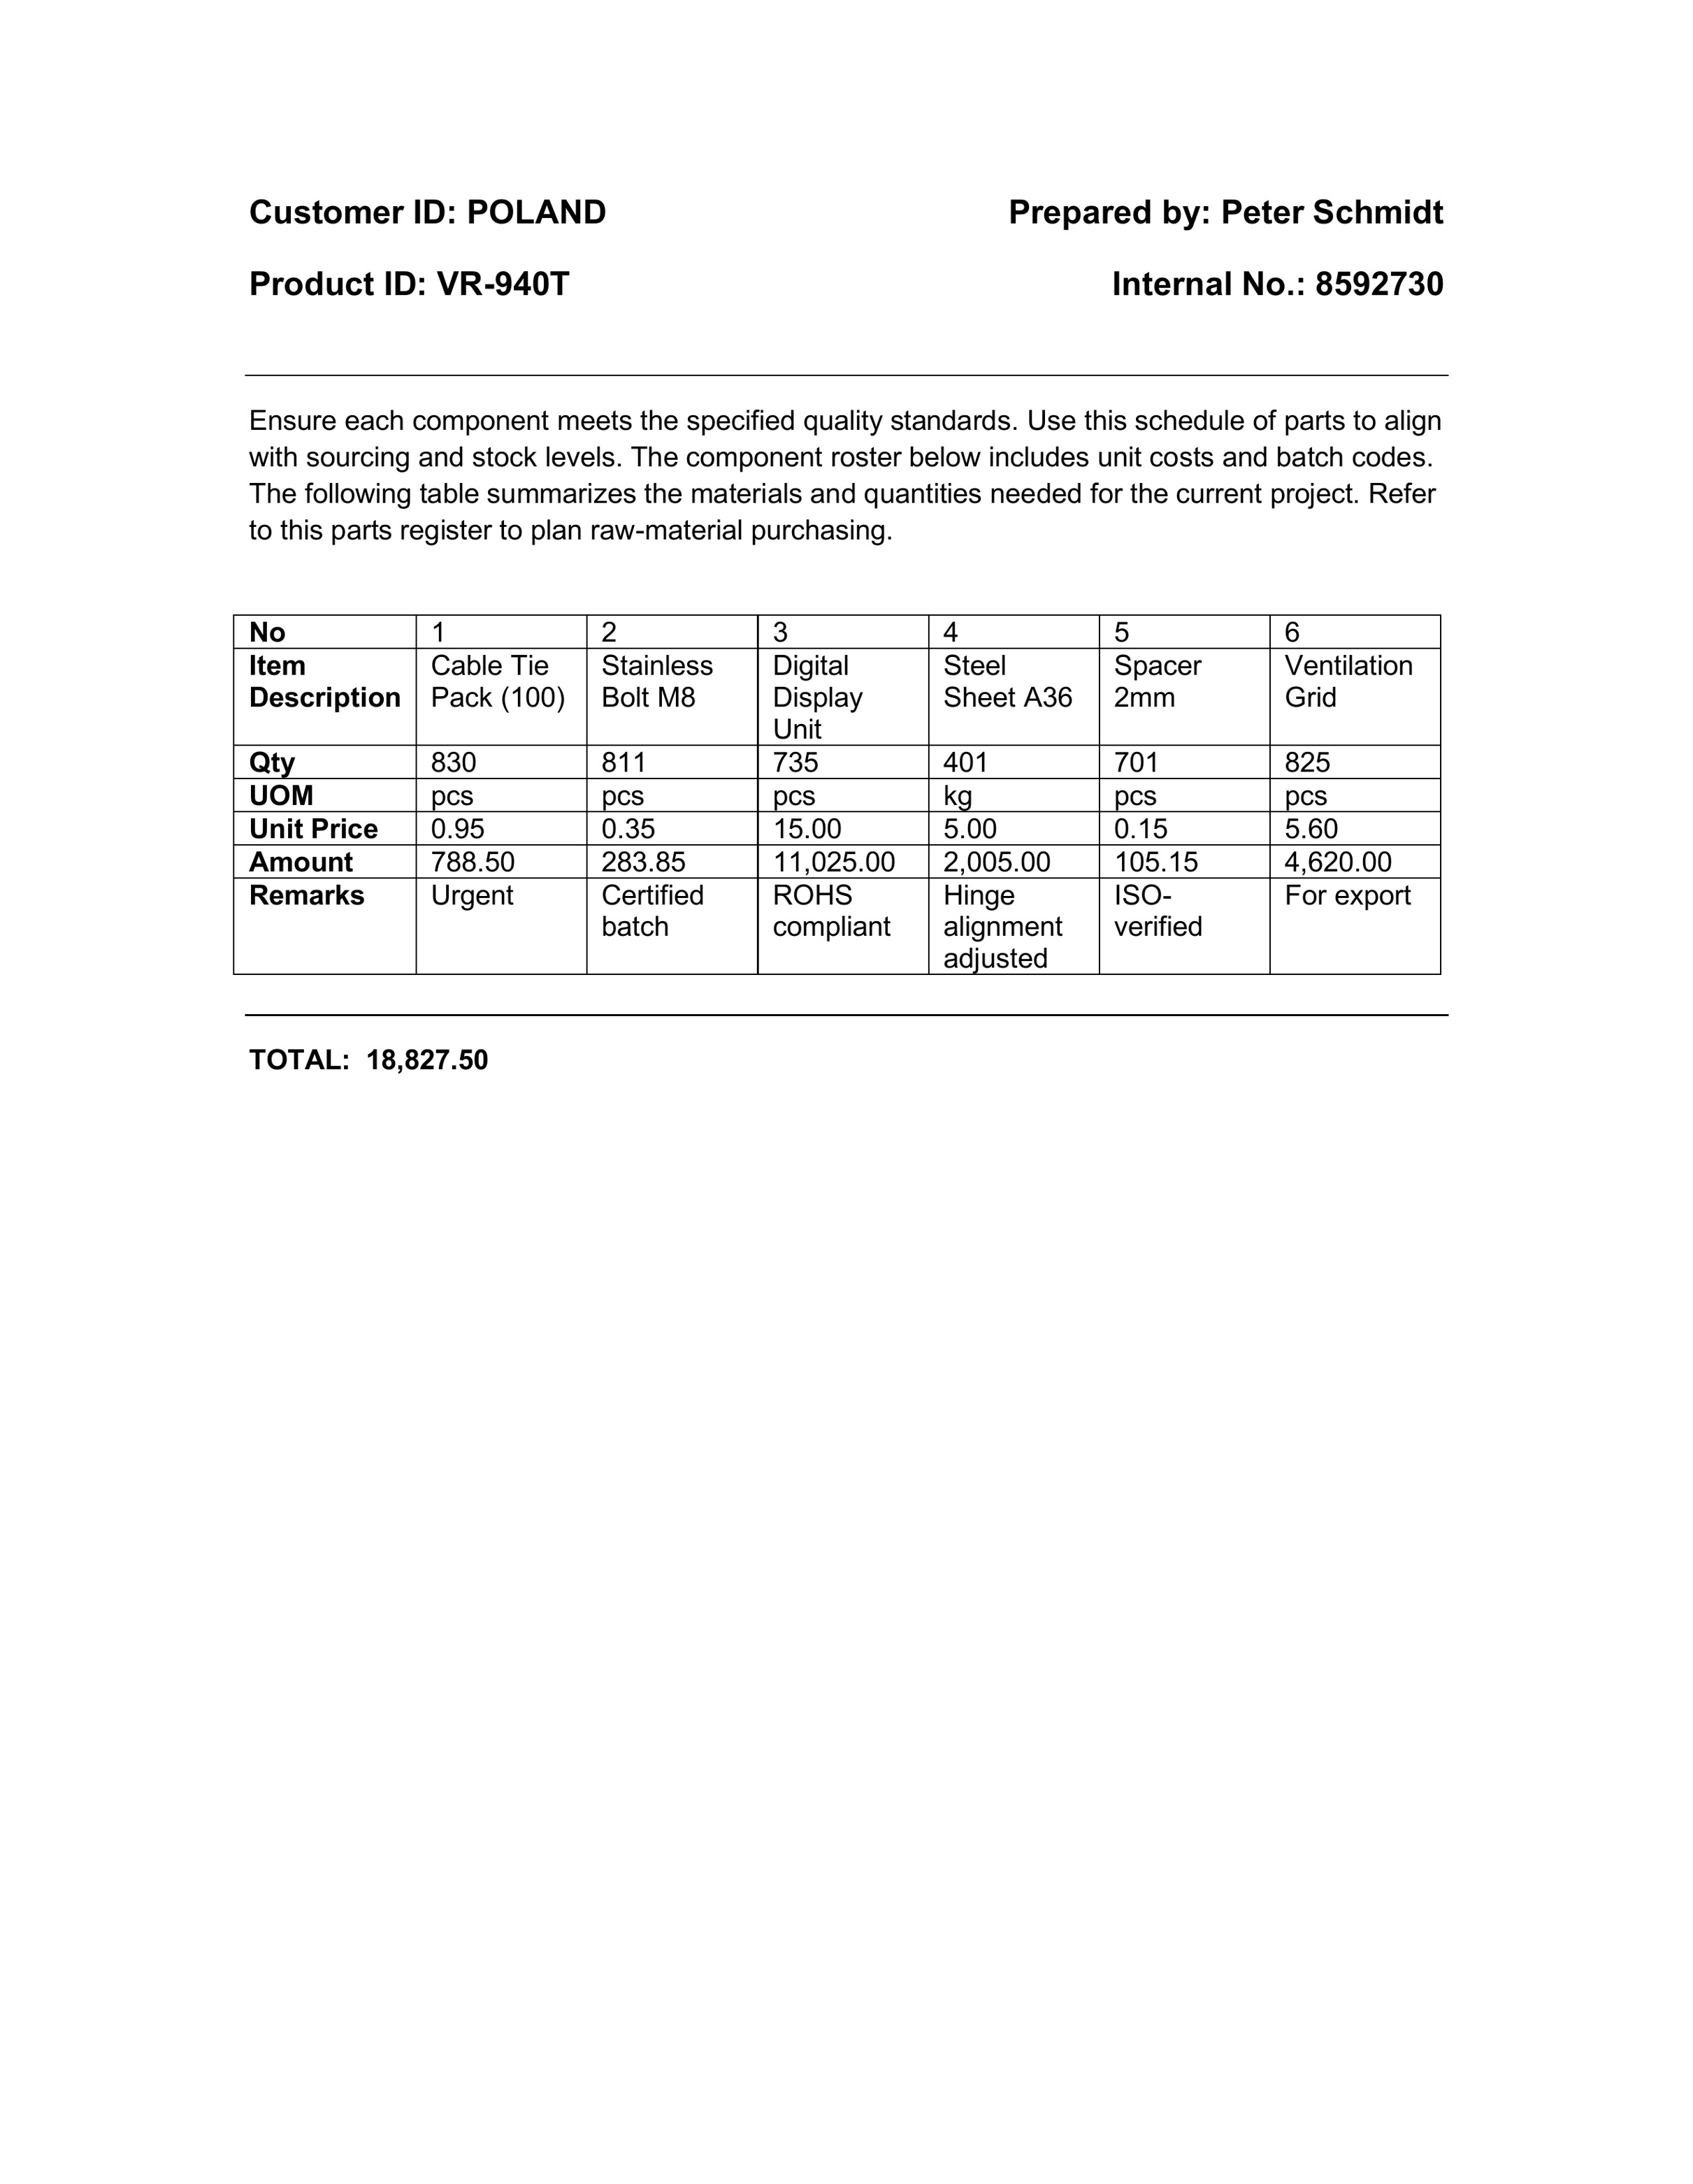 Customer ID: POLAND Prepared by: Peter Schmidt
Product ID: VR-940T Internal No.: 8592730
Ensure each component meets the specified quality standards. Use this schedule of parts to align
with sourcing and stock levels. The component roster below includes unit costs and batch codes.
The following table summarizes the materials and quantities needed for the current project. Refer
to this parts register to plan raw-material purchasing.
No 1 2 3 4 5 6
Item Cable Tie Stainless Digital Steel Spacer Ventilation
Description Pack (100) Bolt M8 Display Sheet A36 2mm Grid
Unit
Qty 830 811 735 401 701 825
UOM pcs pcs pcs kg pcs pcs
Unit Price 0.95 0.35 15.00 5.00 0.15 5.60
Amount 788.50 283.85 11,025.00 2,005.00 105.15 4,620.00
Remarks Urgent Certified ROHS Hinge ISO- For export
batch compliant alignment verified
adjusted
TOTAL: 18,827.50